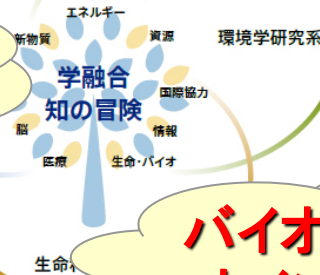 エネルギー
新物質
資源
環境学研究系
学融合
知の冒険
国際協力
脳
情報
医療
生命・バイオ
バイオ
生命